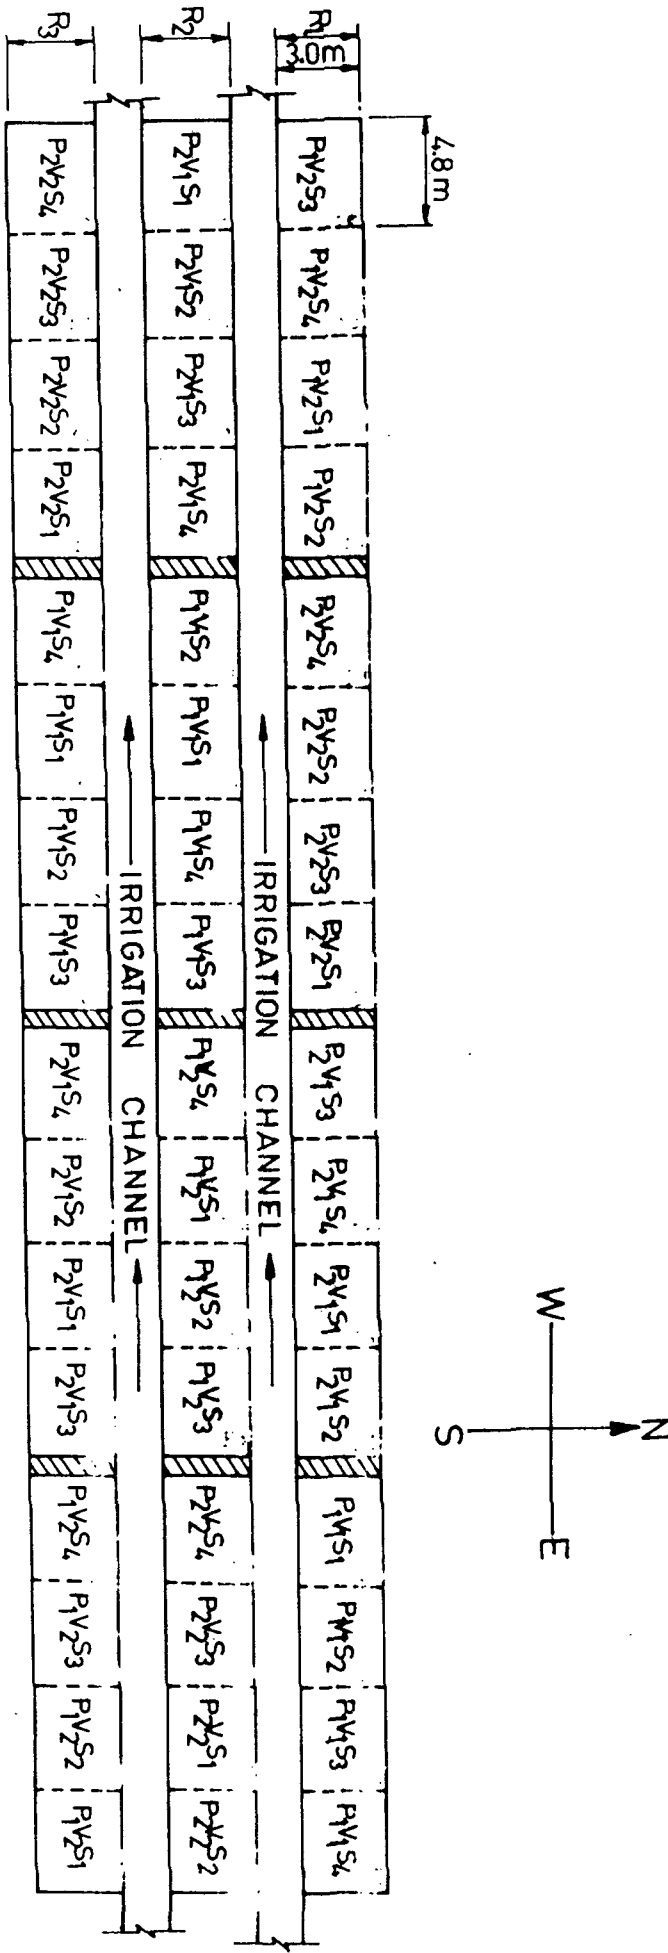 N
W E
S
4.8 m
R₁ 3.0m P₁V₂S₃ P₁V₂S₄ P₁V₂S₁ P₁V₂S₂ P₂V₂S₄ P₂V₂S₂ P₂V₂S₃ P₂V₂S₁ P₂V₁S₃ P₂V₁S₄ P₂V₁S₁ P₂V₁S₂ P₁V₁S₁ P₁V₁S₂ P₁V₁S₃ P₁V₁S₄
IRRIGATION CHANNEL
R₂ P₂V₁S₁ P₂V₁S₂ P₂V₁S₃ P₂V₁S₄ P₁V₁S₂ P₁V₁S₁ P₁V₁S₄ P₁V₁S₃ P₁V₂S₄ P₁V₂S₁ P₁V₂S₂ P₁V₂S₃ P₂V₂S₄ P₂V₂S₃ P₂V₂S₁ P₂V₂S₂
IRRIGATION CHANNEL
R₃ P₂V₂S₄ P₂V₂S₃ P₂V₂S₂ P₂V₂S₁ P₁V₁S₄ P₁V₁S₁ P₁V₁S₂ P₁V₁S₃ P₂V₁S₄ P₂V₁S₂ P₂V₁S₁ P₂V₁S₃ P₁V₂S₄ P₁V₂S₃ P₁V₂S₂ P₁V₂S₁